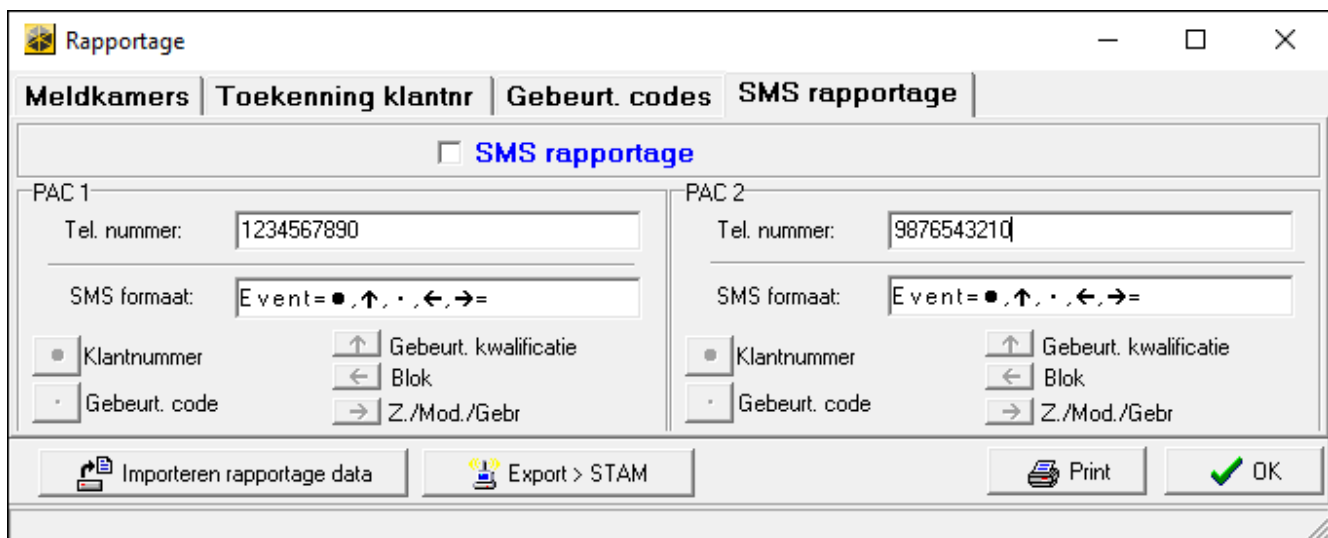 Rapportage
Meldkamers Toekenning klantnr Gebeurt. codes SMS rapportage
SMS rapportage
PAC 1
Tel. nummer: 1234567890
SMS formaat: Event=●,↑,·,←,→=
● Klantnummer
· Gebeurt. code
↑ Gebeurt. kwalificatie
← Blok
→ Z./Mod./Gebr
PAC 2
Tel. nummer: 9876543210
SMS formaat: Event=●,↑,·,←,→=
● Klantnummer
· Gebeurt. code
↑ Gebeurt. kwalificatie
← Blok
→ Z./Mod./Gebr
Importeren rapportage data Export > STAM Print OK